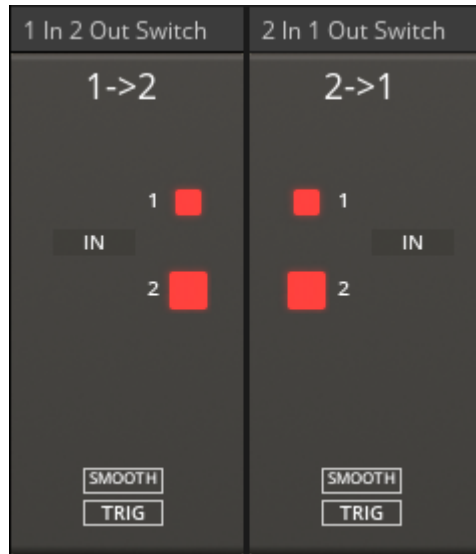 1 In 2 Out Switch
1->2
1
IN
2
SMOOTH
TRIG
2 In 1 Out Switch
2->1
1
IN
2
SMOOTH
TRIG